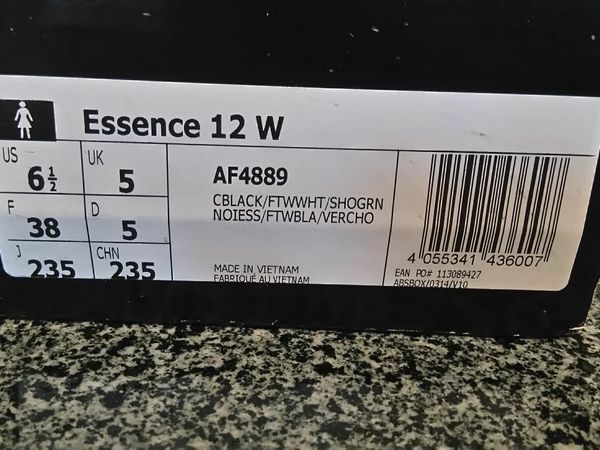 Essence 12 W
US
6½
UK
5
F
38
D
5
J
235
CHN
235
AF4889
CBLACK/FTWWHT/SHOGRN
NOIESS/FTWBLA/VERCHO
MADE IN VIETNAM
FABRIQUÉ AU VIETNAM
4 055341 436007
EAN PO# 113089427
ABSBOX/0314/V10